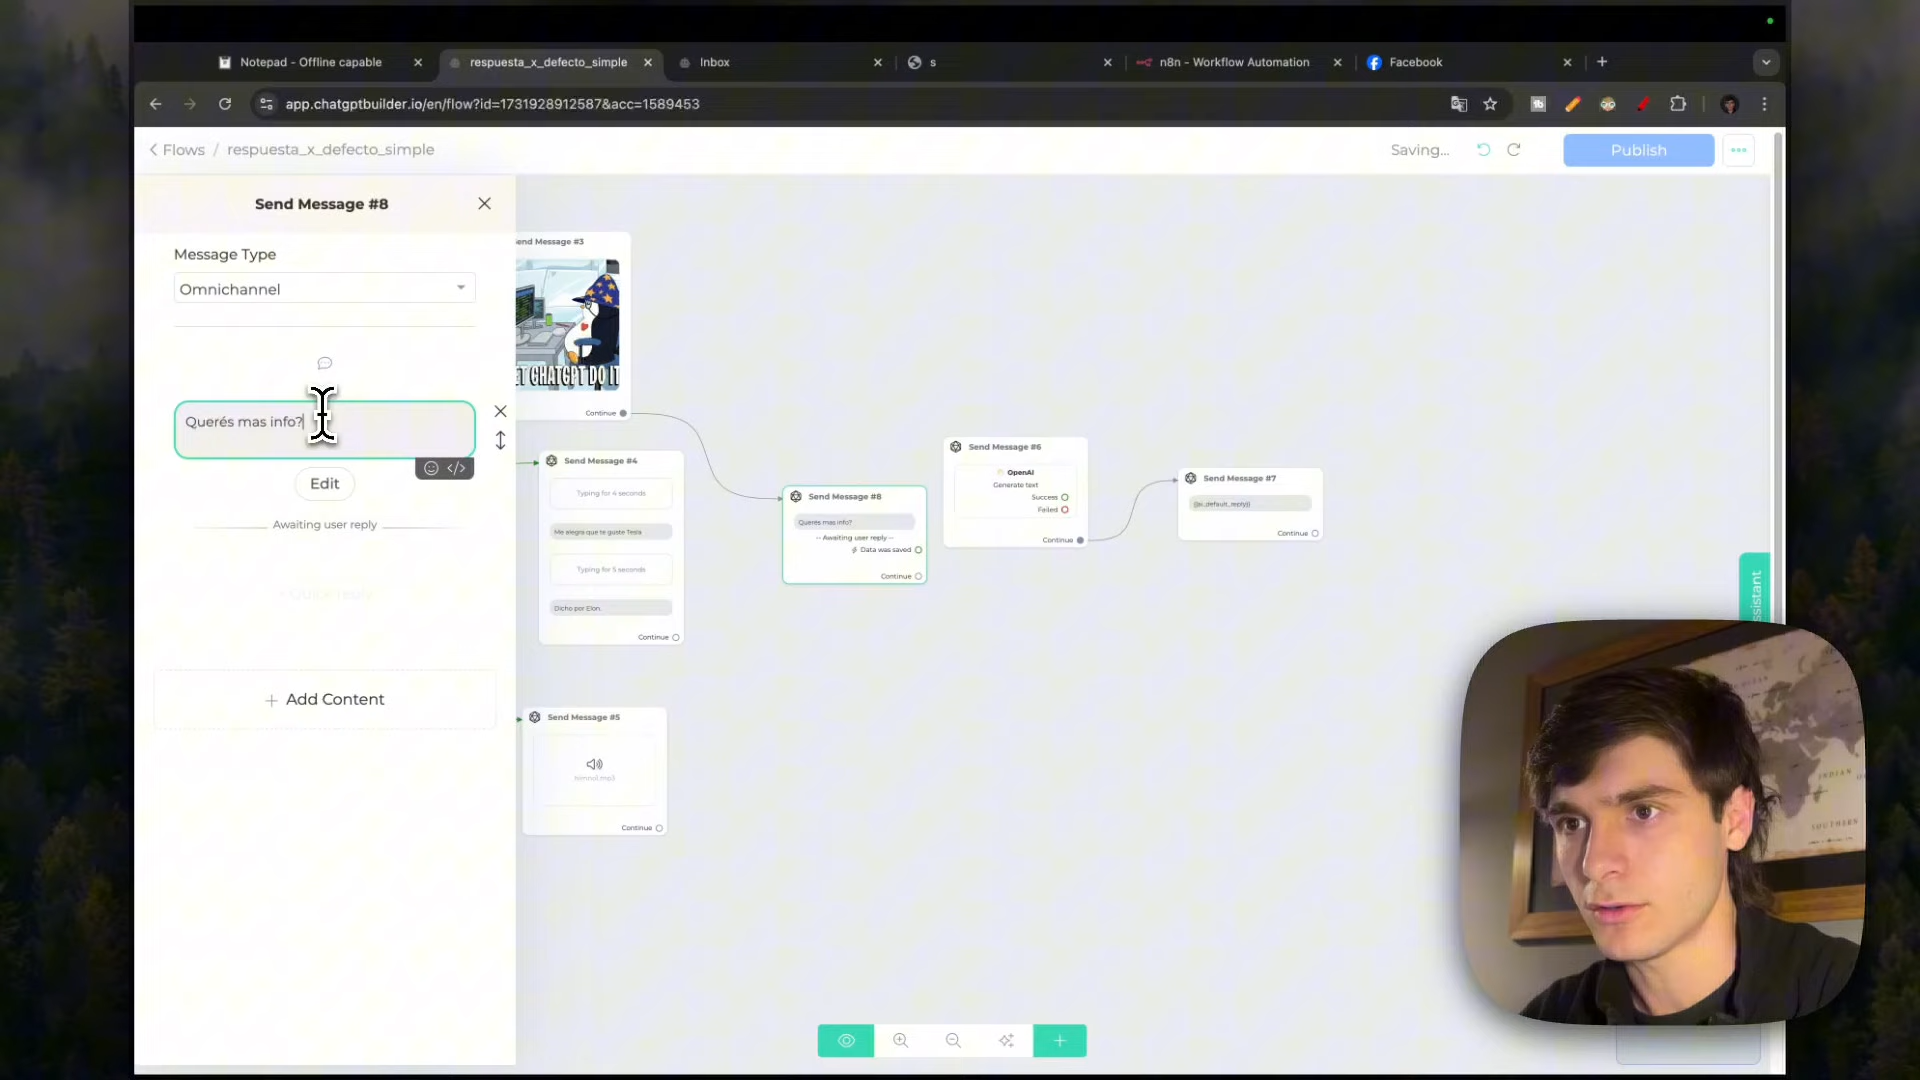 Notepad - Offline capable
respuesta_x_defecto_simple
Inbox
s
n8n - Workflow Automation
Facebook
app.chatgptbuilder.io/en/flow?id=1731928912587&acc=1589453
Flows / respuesta_x_defecto_simple
Saving...
Publish
Send Message #8
Message Type
Omnichannel
Querés mas info?
Edit
Awaiting user reply
+ Quick reply
+ Add Content
end Message #3
ET CHATGPT DO IT
Continue
Send Message #4
Typing for 4 seconds
Me alegra que te guste Tesla
Typing for 5 seconds
Dicho por Elon.
Continue
Send Message #5
Continue
Send Message #8
Querés mas info?
-- Awaiting user reply --
Data was saved
Continue
Send Message #6
OpenAI
Generate text
Success
Failed
Continue
Send Message #7
Continue
ssistant
INDIAN
SOUTHERN